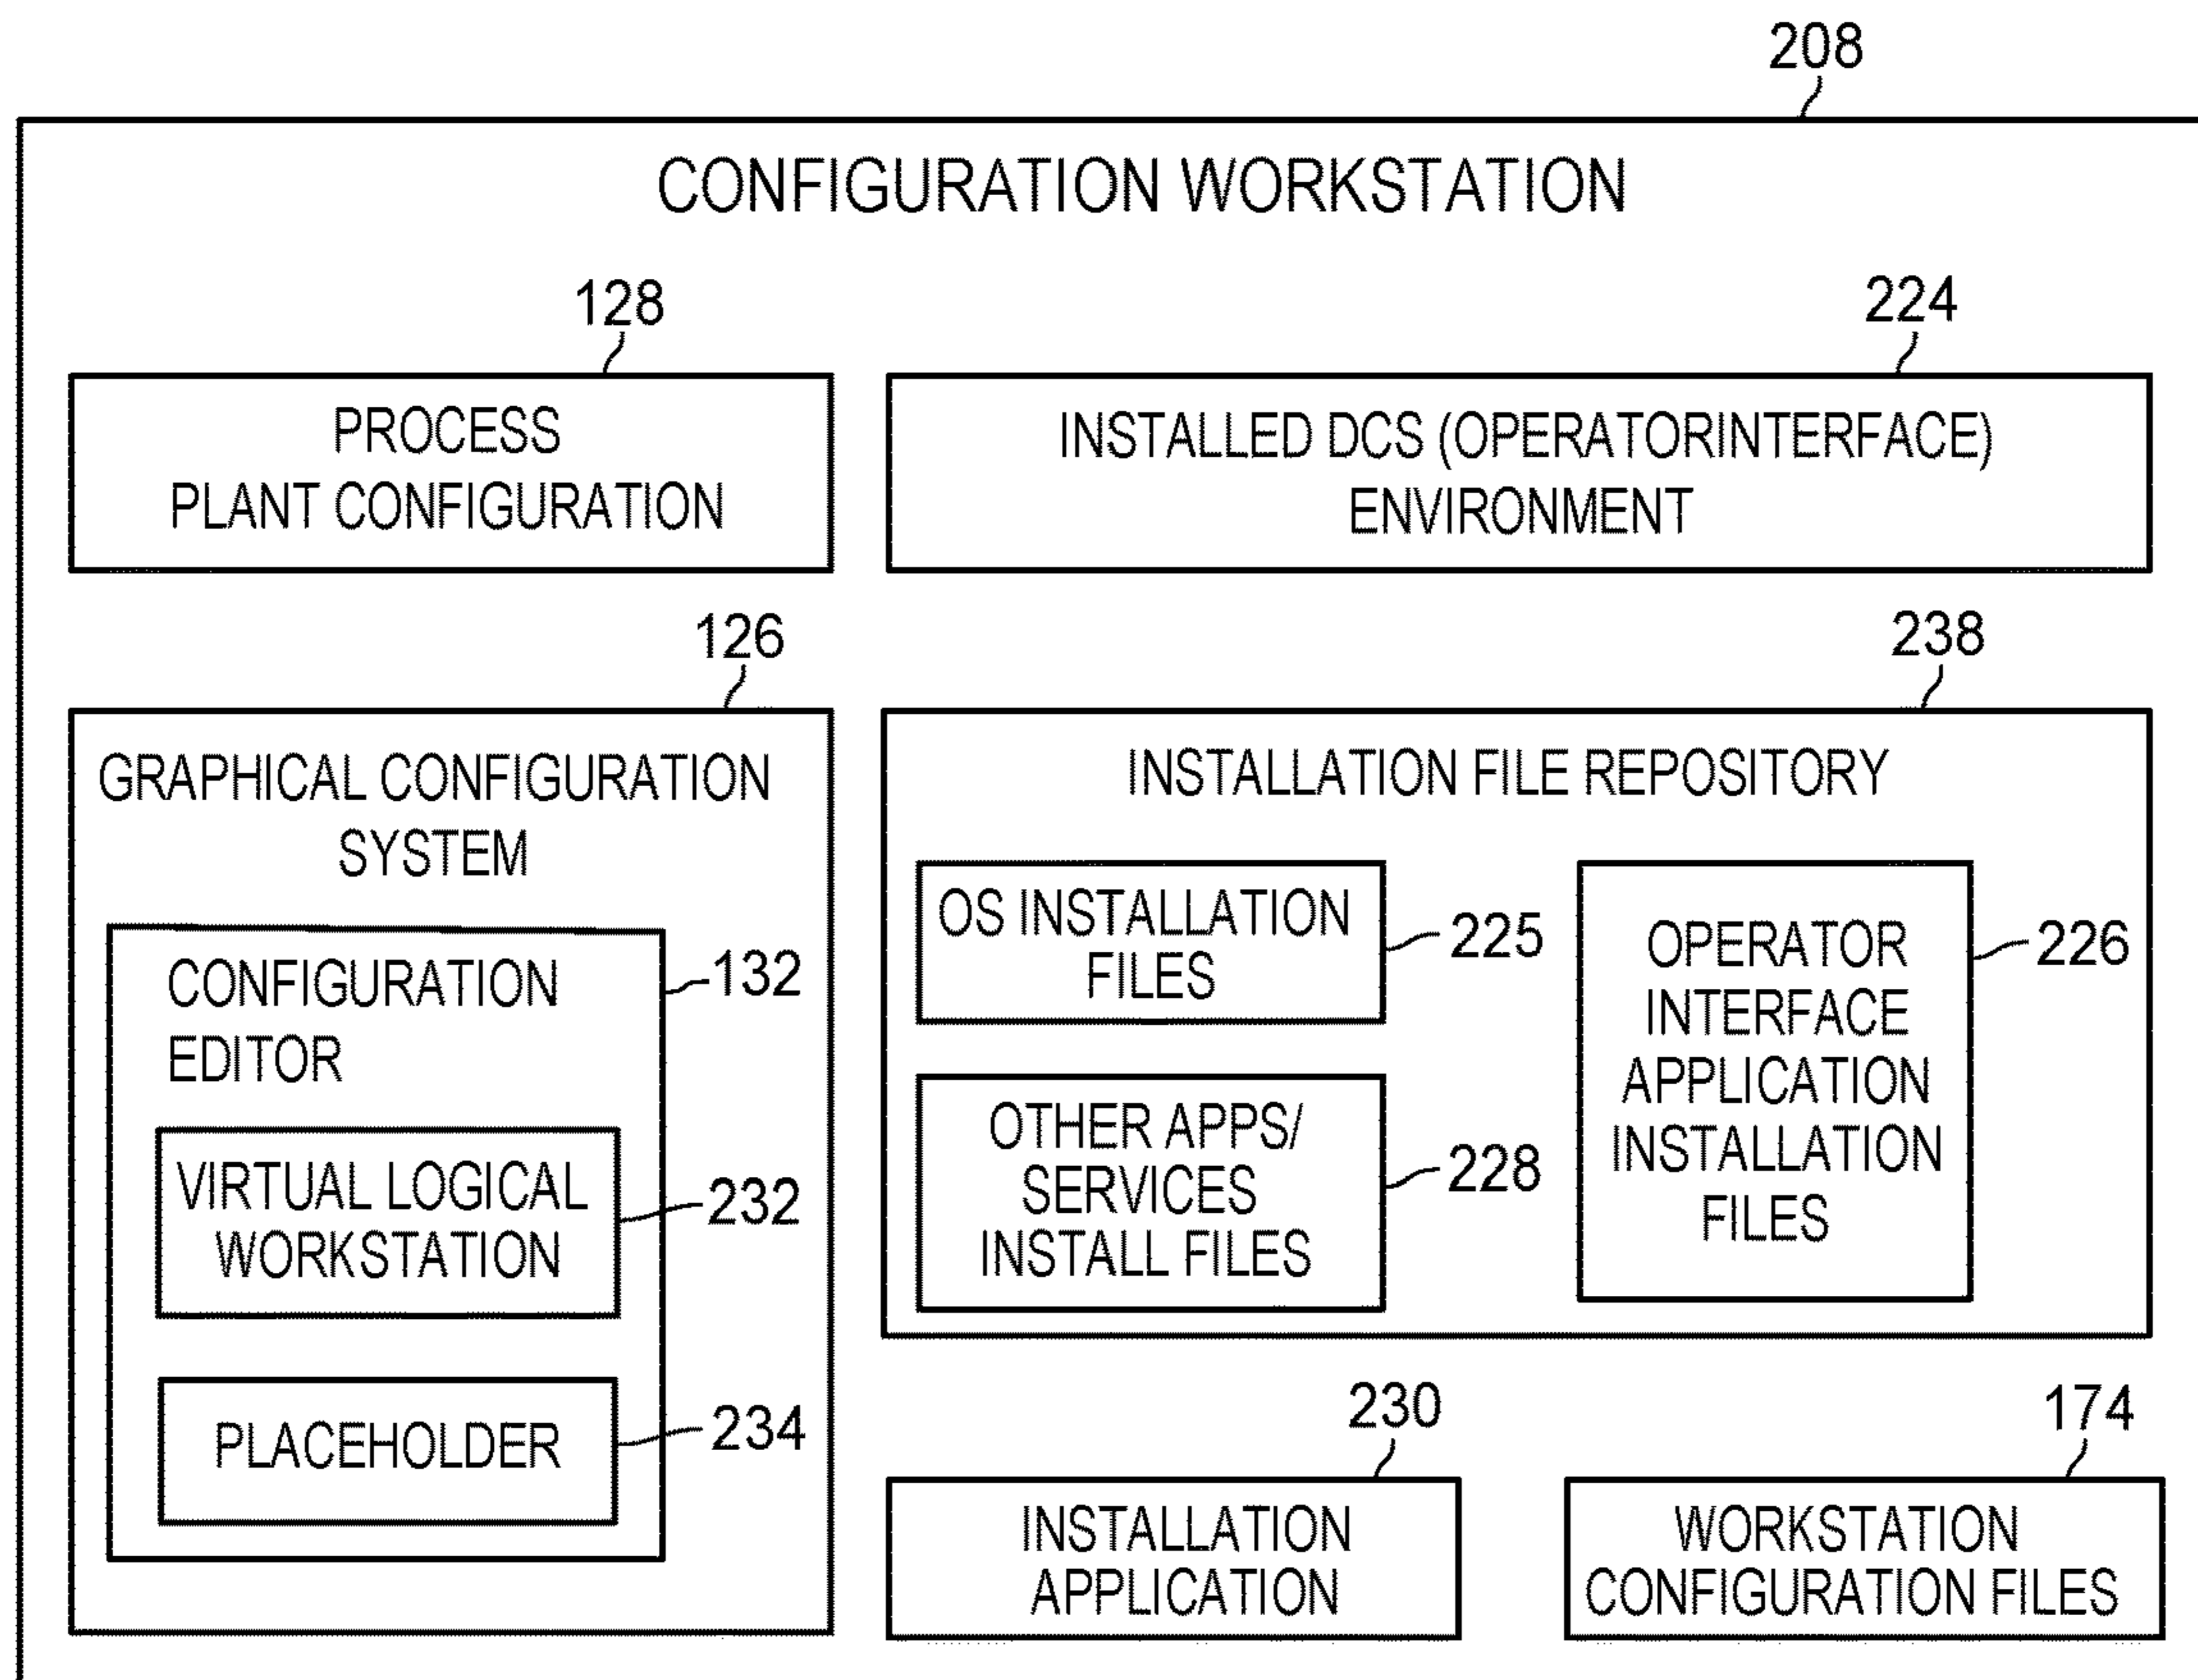 208
CONFIGURATION WORKSTATION
128
PROCESS
PLANT CONFIGURATION
224
INSTALLED DCS (OPERATORINTERFACE)
ENVIRONMENT
126
GRAPHICAL CONFIGURATION
SYSTEM
CONFIGURATION
EDITOR
132
VIRTUAL LOGICAL
WORKSTATION
232
PLACEHOLDER
234
238
INSTALLATION FILE REPOSITORY
OS INSTALLATION
FILES
225
OTHER APPS/
SERVICES
INSTALL FILES
228
OPERATOR
INTERFACE
APPLICATION
INSTALLATION
FILES
226
230
INSTALLATION
APPLICATION
174
WORKSTATION
CONFIGURATION FILES